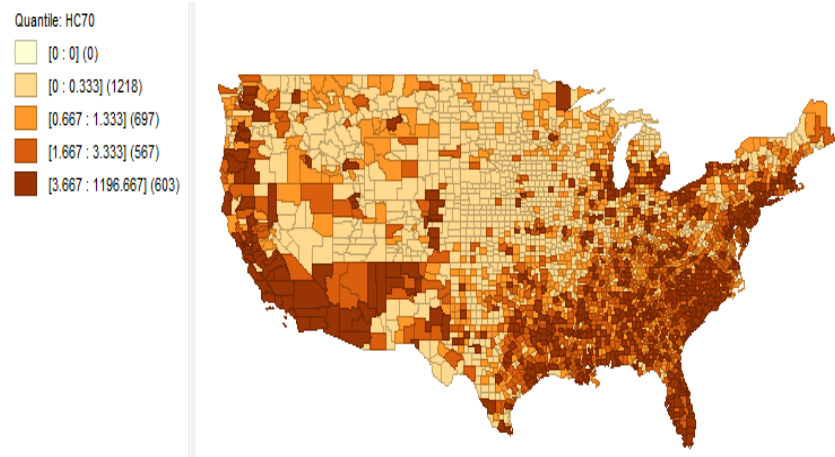 Quantile: HC70
[0 : 0] (0)
[0 : 0.333] (1218)
[0.667 : 1.333] (697)
[1.667 : 3.333] (567)
[3.667 : 1196.667] (603)